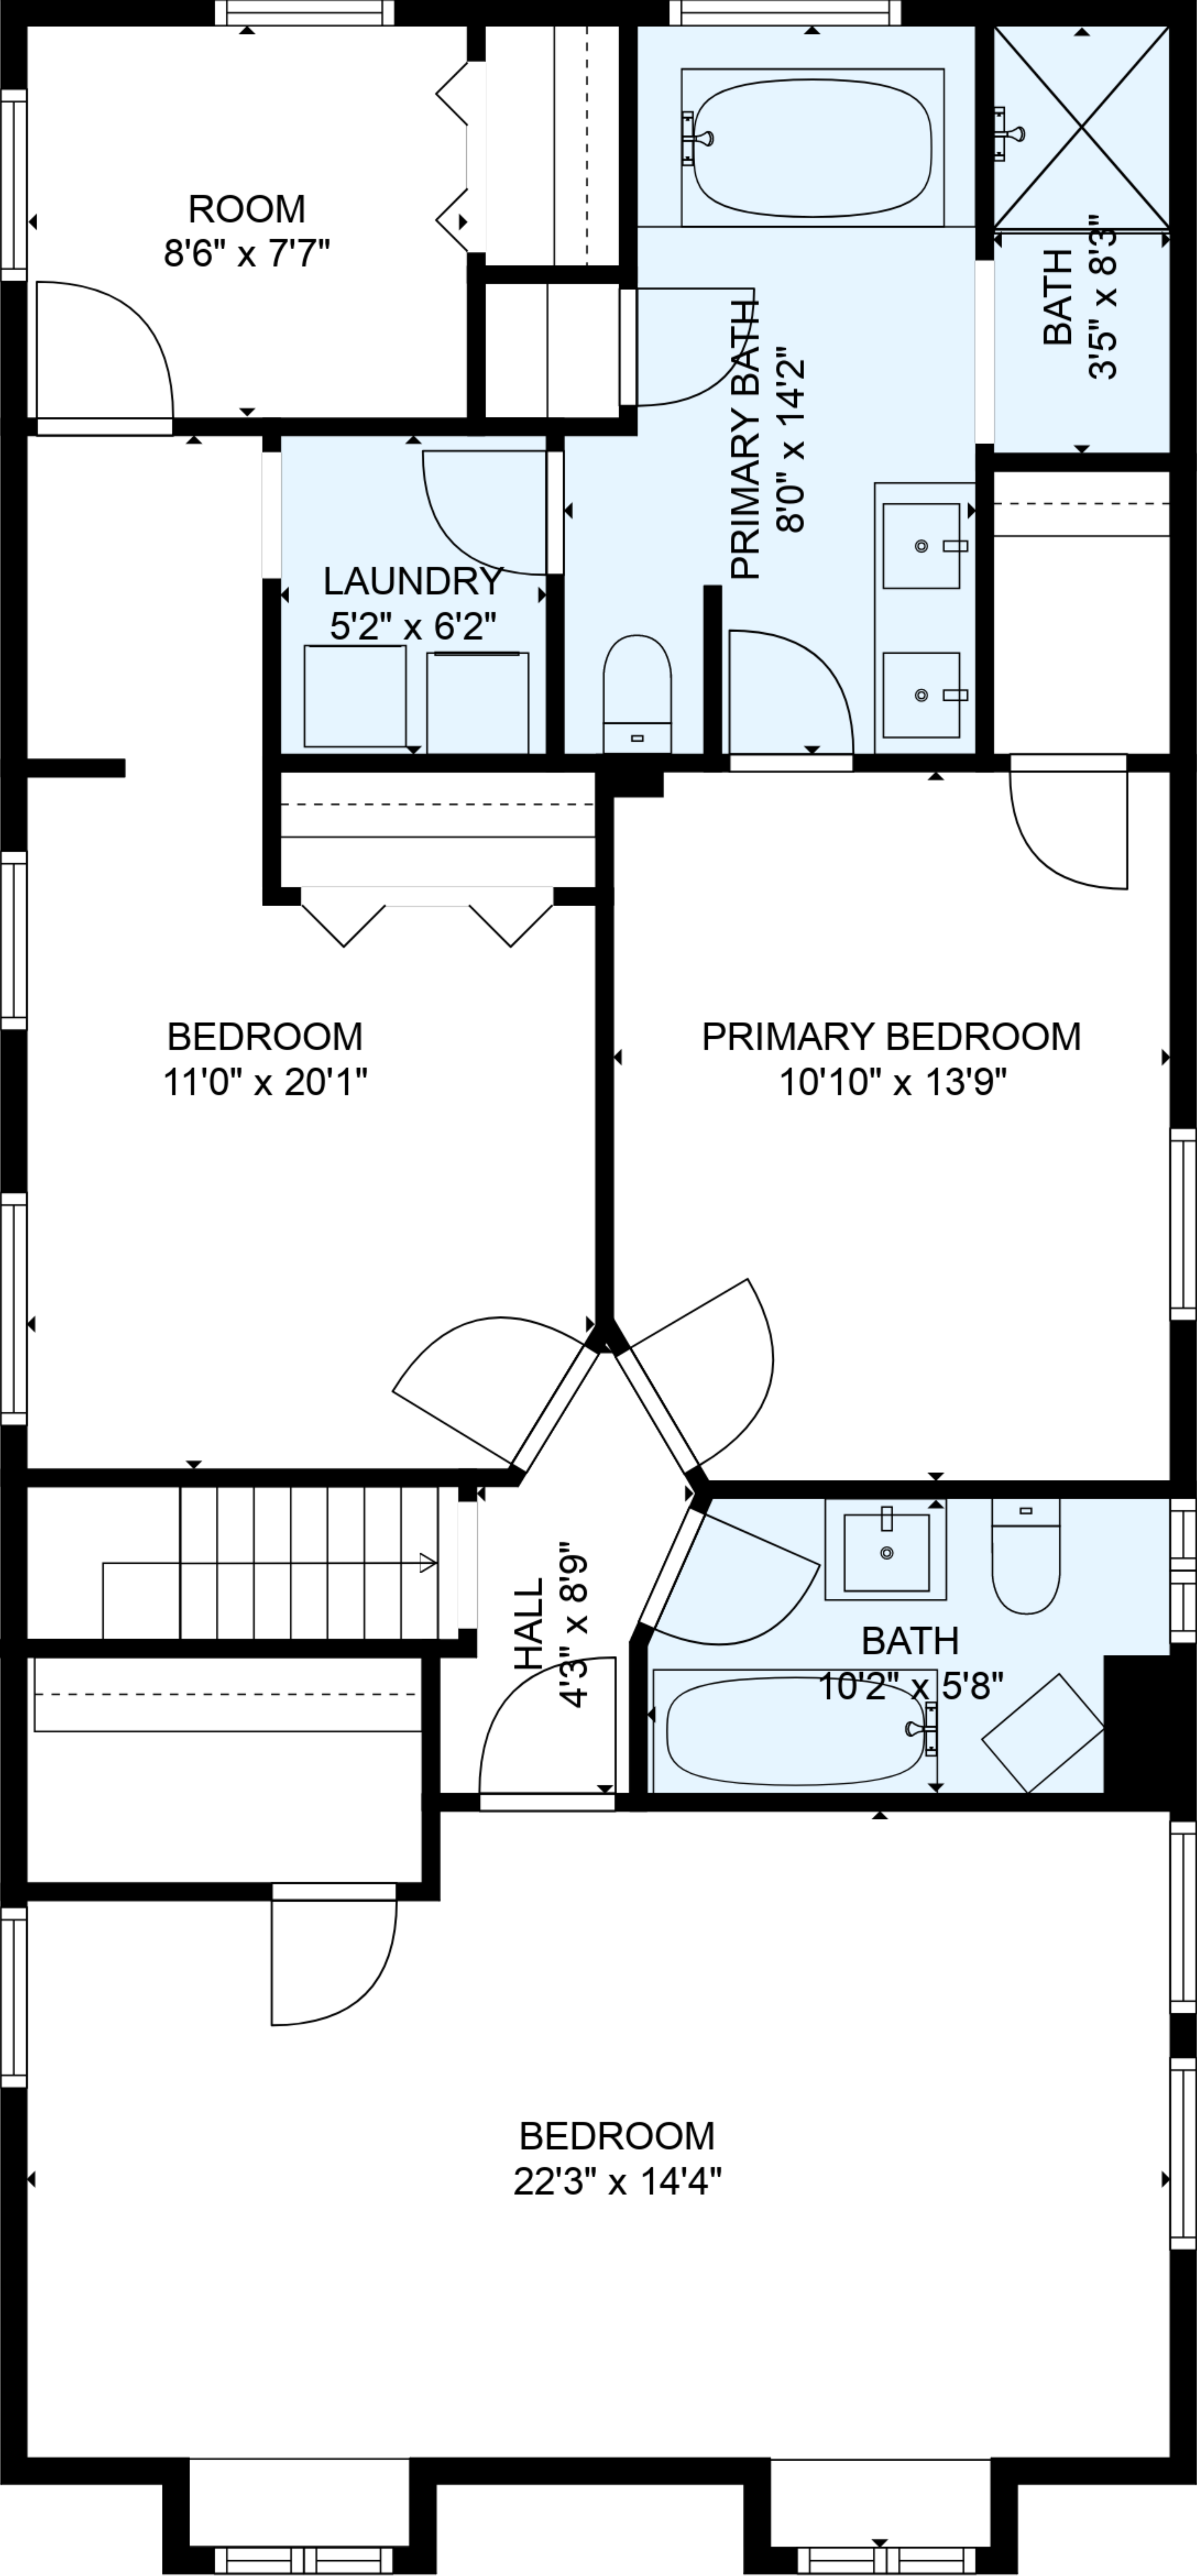 ROOM
8'6" x 7'7"
BATH
3'5" x 8'3"
PRIMARY BATH
8'0" x 14'2"
LAUNDRY
5'2" x 6'2"
BEDROOM
11'0" x 20'1"
PRIMARY BEDROOM
10'10" x 13'9"
HALL
4'3" x 8'9"
BATH
10'2" x 5'8"
BEDROOM
22'3" x 14'4"